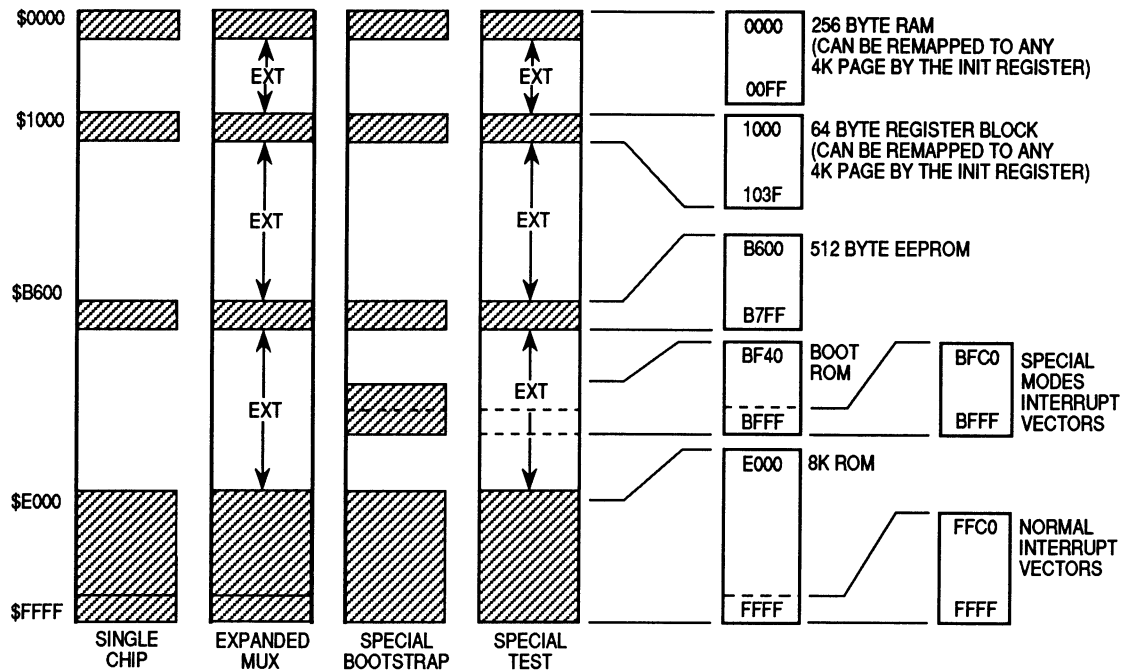 $0000
$1000
$B600
$E000
$FFFF
EXT
EXT
EXT
EXT
EXT
EXT
SINGLE
CHIP
EXPANDED
MUX
SPECIAL
BOOTSTRAP
SPECIAL
TEST
0000
00FF
256 BYTE RAM
(CAN BE REMAPPED TO ANY
4K PAGE BY THE INIT REGISTER)
1000
103F
64 BYTE REGISTER BLOCK
(CAN BE REMAPPED TO ANY
4K PAGE BY THE INIT REGISTER)
B600
B7FF
512 BYTE EEPROM
BF40
BFFF
BOOT
ROM
BFC0
BFFF
SPECIAL
MODES
INTERRUPT
VECTORS
E000
FFFF
8K ROM
FFC0
FFFF
NORMAL
INTERRUPT
VECTORS